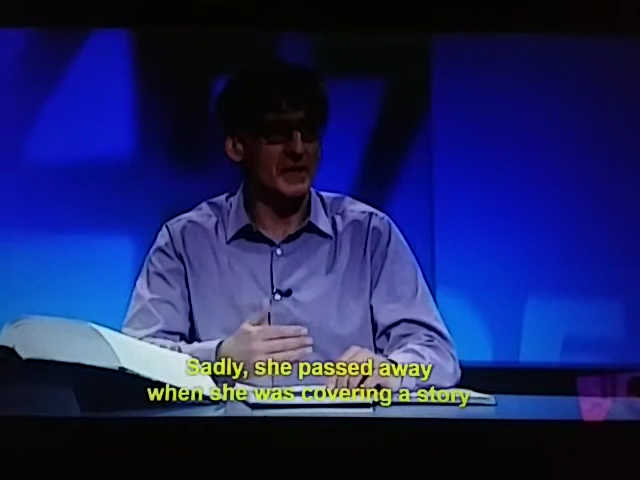 Sadly, she passed away
when she was covering a story